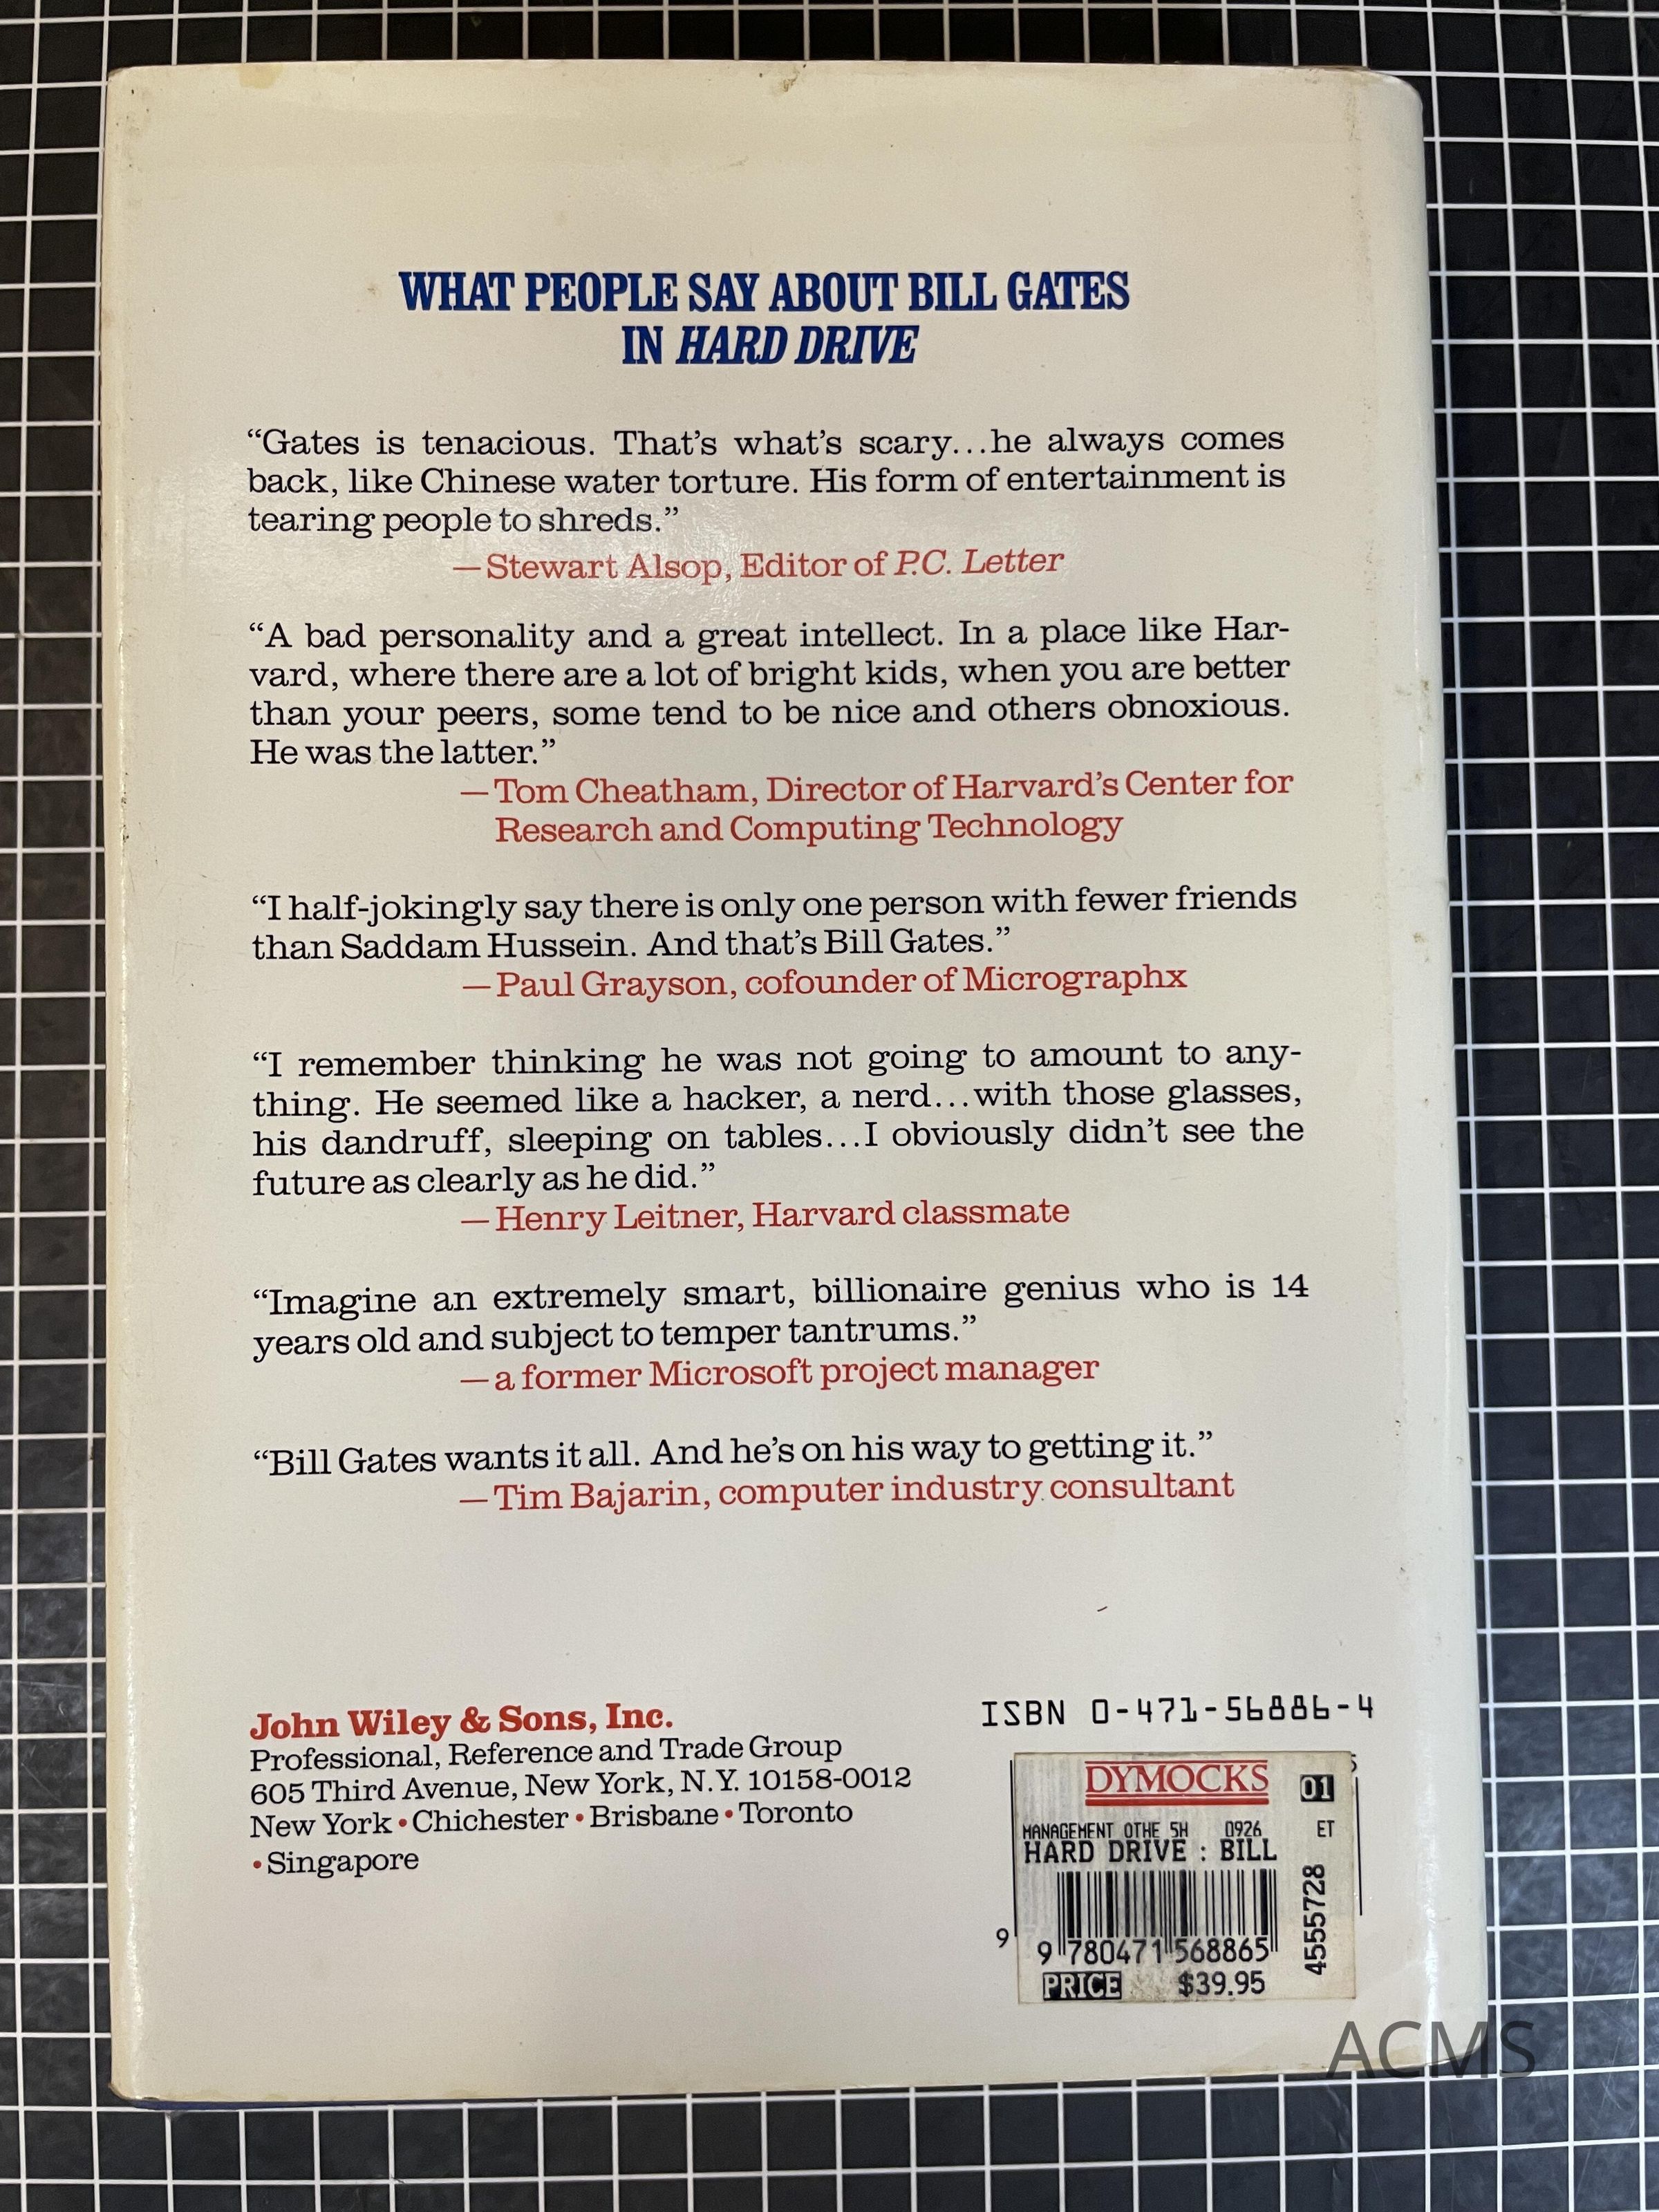 WHAT PEOPLE SAY ABOUT BILL GATES
IN HARD DRIVE
“Gates is tenacious. That’s what’s scary...he always comes
back, like Chinese water torture. His form of entertainment is
tearing people to shreds.”
—Stewart Alsop, Editor of P.C. Letter
“A bad personality and a great intellect. In a place like Har-
vard, where there are a lot of bright kids, when you are better
than your peers, some tend to be nice and others obnoxious.
He was the latter.”
—Tom Cheatham, Director of Harvard’s Center for
Research and Computing Technology
“I half-jokingly say there is only one person with fewer friends
than Saddam Hussein. And that’s Bill Gates.”
—Paul Grayson, cofounder of Micrographx
“I remember thinking he was not going to amount to any-
thing. He seemed like a hacker, a nerd...with those glasses,
his dandruff, sleeping on tables...I obviously didn’t see the
future as clearly as he did.”
—Henry Leitner, Harvard classmate
“Imagine an extremely smart, billionaire genius who is 14
years old and subject to temper tantrums.”
—a former Microsoft project manager
“Bill Gates wants it all. And he’s on his way to getting it.”
—Tim Bajarin, computer industry consultant
John Wiley & Sons, Inc.
Professional, Reference and Trade Group
605 Third Avenue, New York, N.Y. 10158-0012
New York • Chichester • Brisbane • Toronto
• Singapore
ISBN 0-471-56886-4
DYMOCKS 01
MANAGEMENT OTHE 5H 0926 ET
HARD DRIVE : BILL
4555728
9
9 780471 568865
PRICE $39.95
ACMS